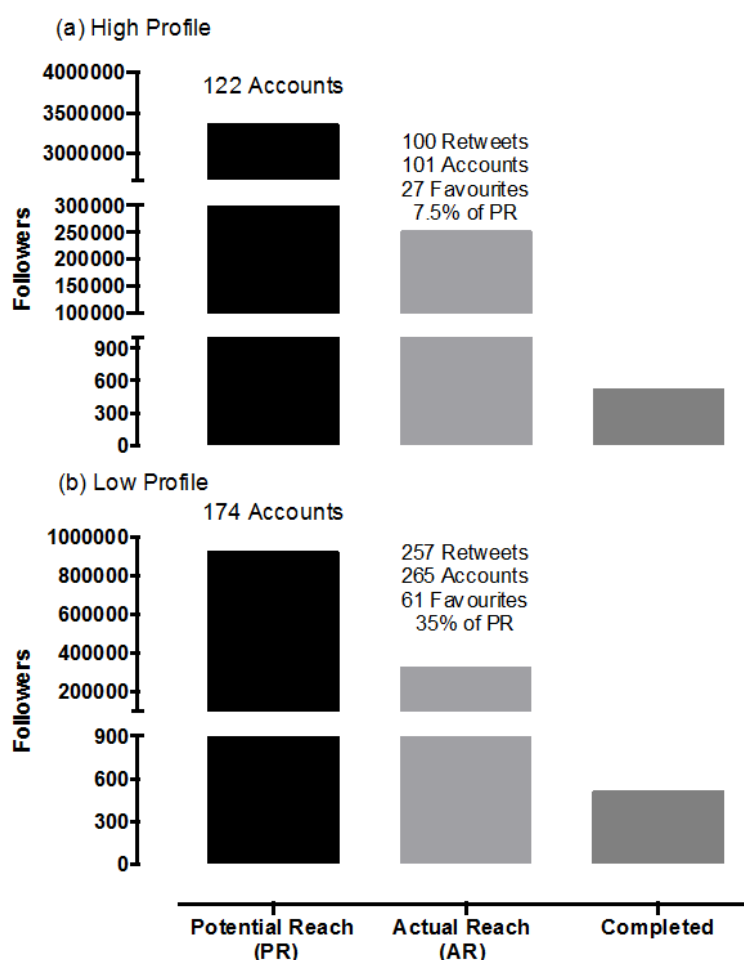 (a) High Profile
4000000
3500000
3000000
300000
250000
200000
150000
100000
900
600
300
0
Followers
122 Accounts
100 Retweets
101 Accounts
27 Favourites
7.5% of PR
(b) Low Profile
1000000
800000
600000
400000
200000
900
600
300
0
Followers
174 Accounts
257 Retweets
265 Accounts
61 Favourites
35% of PR
Potential Reach
(PR)
Actual Reach
(AR)
Completed